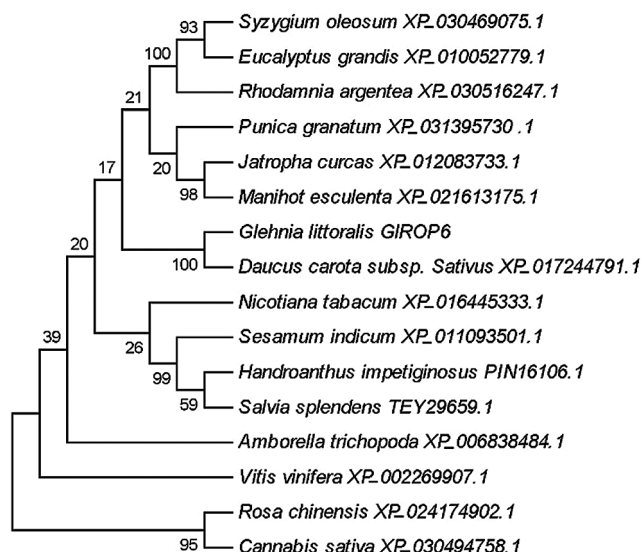 93
Syzygium oleosum XP_030469075.1
100
Eucalyptus grandis XP_010052779.1
21
Rhodamnia argentea XP_030516247.1
Punica granatum XP_031395730 .1
17
20
Jatropha curcas XP_012083733.1
98
Manihot esculenta XP_021613175.1
20
Glehnia littoralis GlROP6
100
Daucus carota subsp. Sativus XP_017244791.1
Nicotiana tabacum XP_016445333.1
39
26
Sesamum indicum XP_011093501.1
99
Handroanthus impetiginosus PIN16106.1
59
Salvia splendens TEY29659.1
Amborella trichopoda XP_006838484.1
Vitis vinifera XP_002269907.1
Rosa chinensis XP_024174902.1
95
Cannabis sativa XP_030494758.1